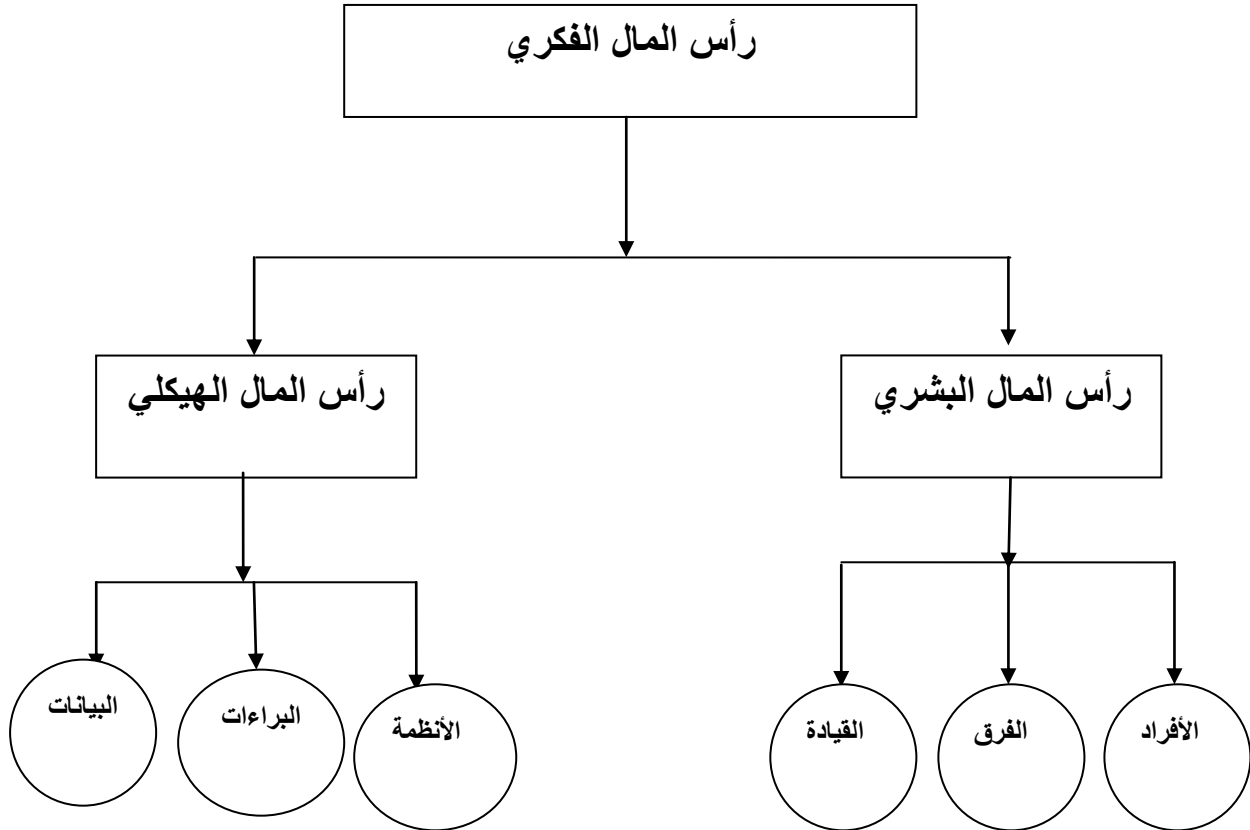 رأس المال الفكري
رأس المال البشري
رأس المال الهيكلي
الأفراد
الفرق
القيادة
الأنظمة
البراءات
البيانات